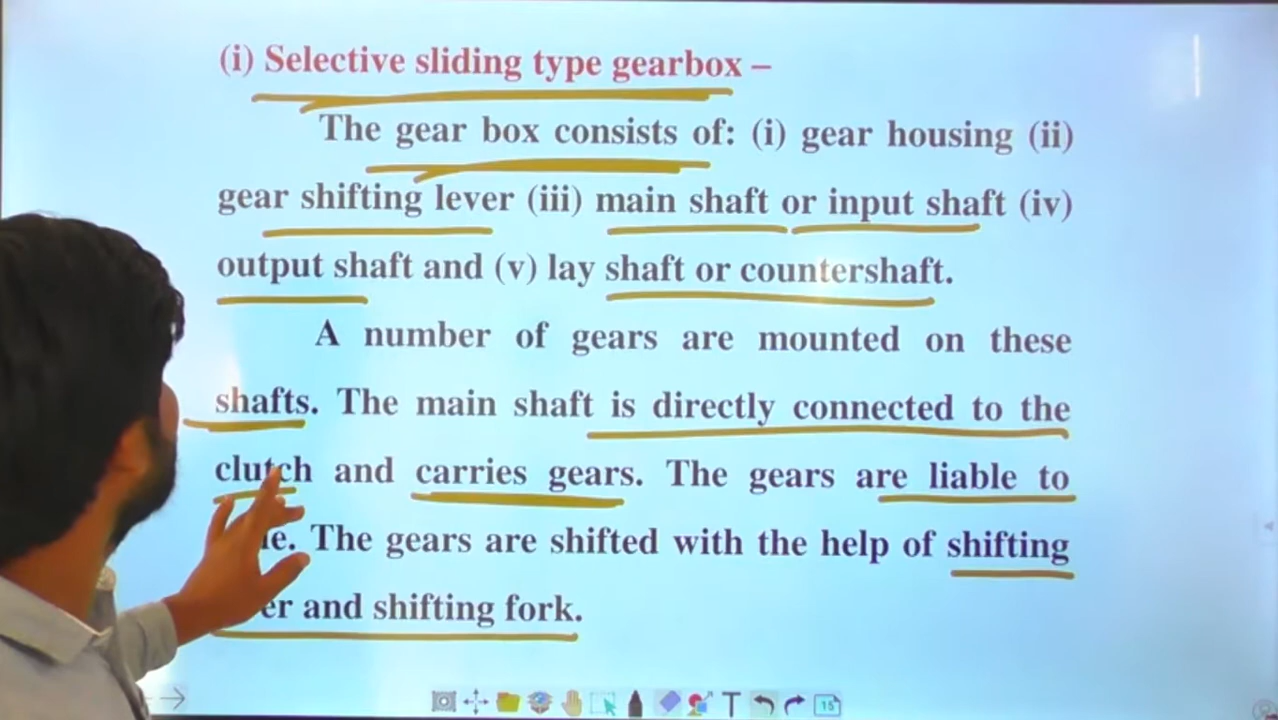 (i) Selective sliding type gearbox –
The gear box consists of: (i) gear housing (ii)
gear shifting lever (iii) main shaft or input shaft (iv)
output shaft and (v) lay shaft or countershaft.
A number of gears are mounted on these
shafts. The main shaft is directly connected to the
clutch and carries gears. The gears are liable to
The gears are shifted with the help of shifting
and shifting fork.
T
15